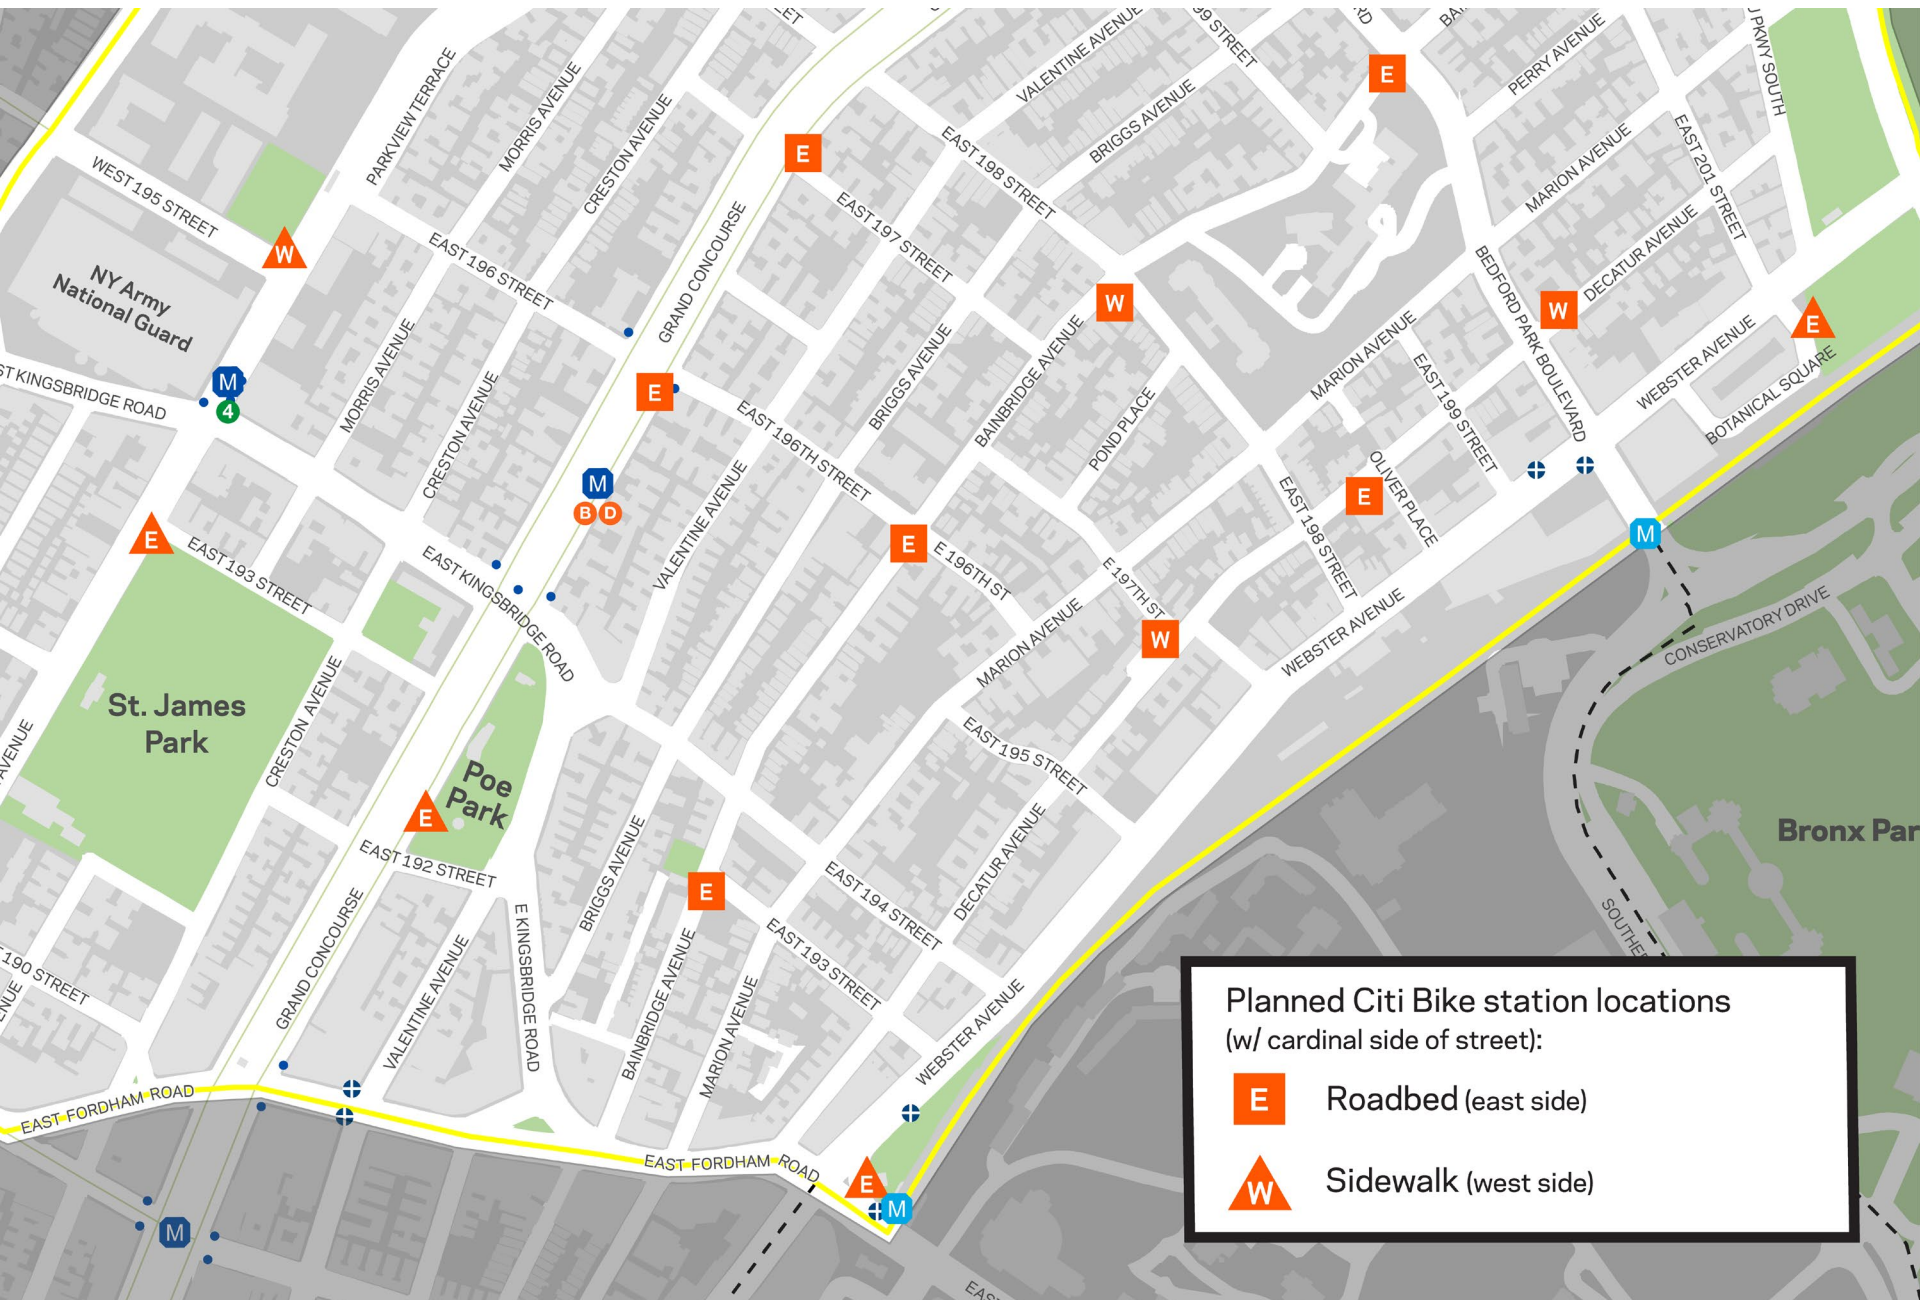 WEST 195 STREET
PARKVIEW TERRACE
MORRIS AVENUE
CRESTON AVENUE
VALENTINE AVENUE
BRIGGS AVENUE
PERRY AVENUE
MARION AVENUE
EAST 201 STREET
PKWY SOUTH
E
E
EAST 198 STREET
EAST 197 STREET
EAST 196 STREET
GRAND CONCOURSE
W
NY Army
National Guard
W
BEDFORD PARK BOULEVARD
DECATUR AVENUE
W
E
WEBSTER AVENUE
BOTANICAL SQUARE
M
4
KINGSBRIDGE ROAD
MORRIS AVENUE
CRESTON AVENUE
E
EAST 196TH STREET
BRIGGS AVENUE
BAINBRIDGE AVENUE
POND PLACE
MARION AVENUE
EAST 199 STREET
OLIVER PLACE
E
EAST 198 STREET
M
B D
VALENTINE AVENUE
E
E 196TH ST
E 197TH ST
W
MARION AVENUE
WEBSTER AVENUE
M
CONSERVATORY DRIVE
E
EAST 193 STREET
EAST KINGSBRIDGE ROAD
St. James
Park
CRESTON AVENUE
AVENUE
Poe
Park
E
EAST 192 STREET
EAST 195 STREET
DECATUR AVENUE
EAST 194 STREET
BRIGGS AVENUE
E
EAST 193 STREET
Bronx Par
190 STREET
GRAND CONCOURSE
VALENTINE AVENUE
E KINGSBRIDGE ROAD
BAINBRIDGE AVENUE
MARION AVENUE
WEBSTER AVENUE
EAST FORDHAM ROAD
EAST FORDHAM ROAD
E
M
M
Planned Citi Bike station locations
(w/ cardinal side of street):
E Roadbed (east side)
W Sidewalk (west side)